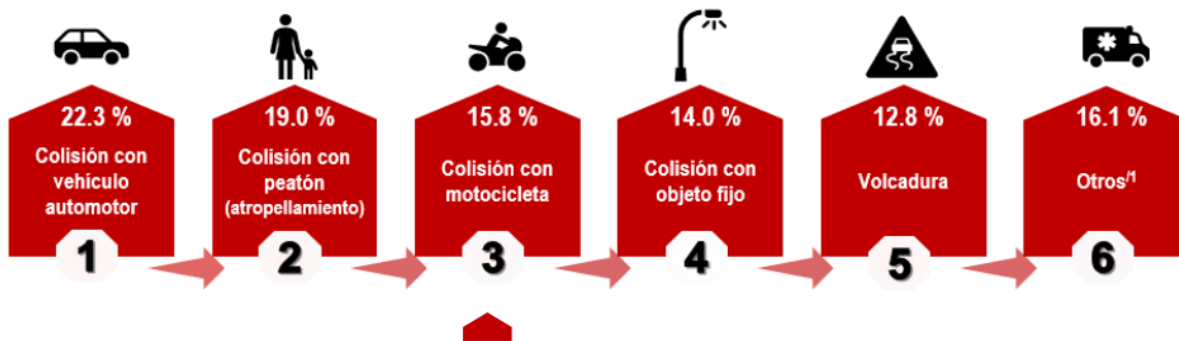 22.3 %
Colisión con
vehículo
automotor
1
19.0 %
Colisión con
peatón
(atropellamiento)
2
15.8 %
Colisión con
motocicleta
3
14.0 %
Colisión con
objeto fijo
4
12.8 %
Volcadura
5
16.1 %
Otros/1
6